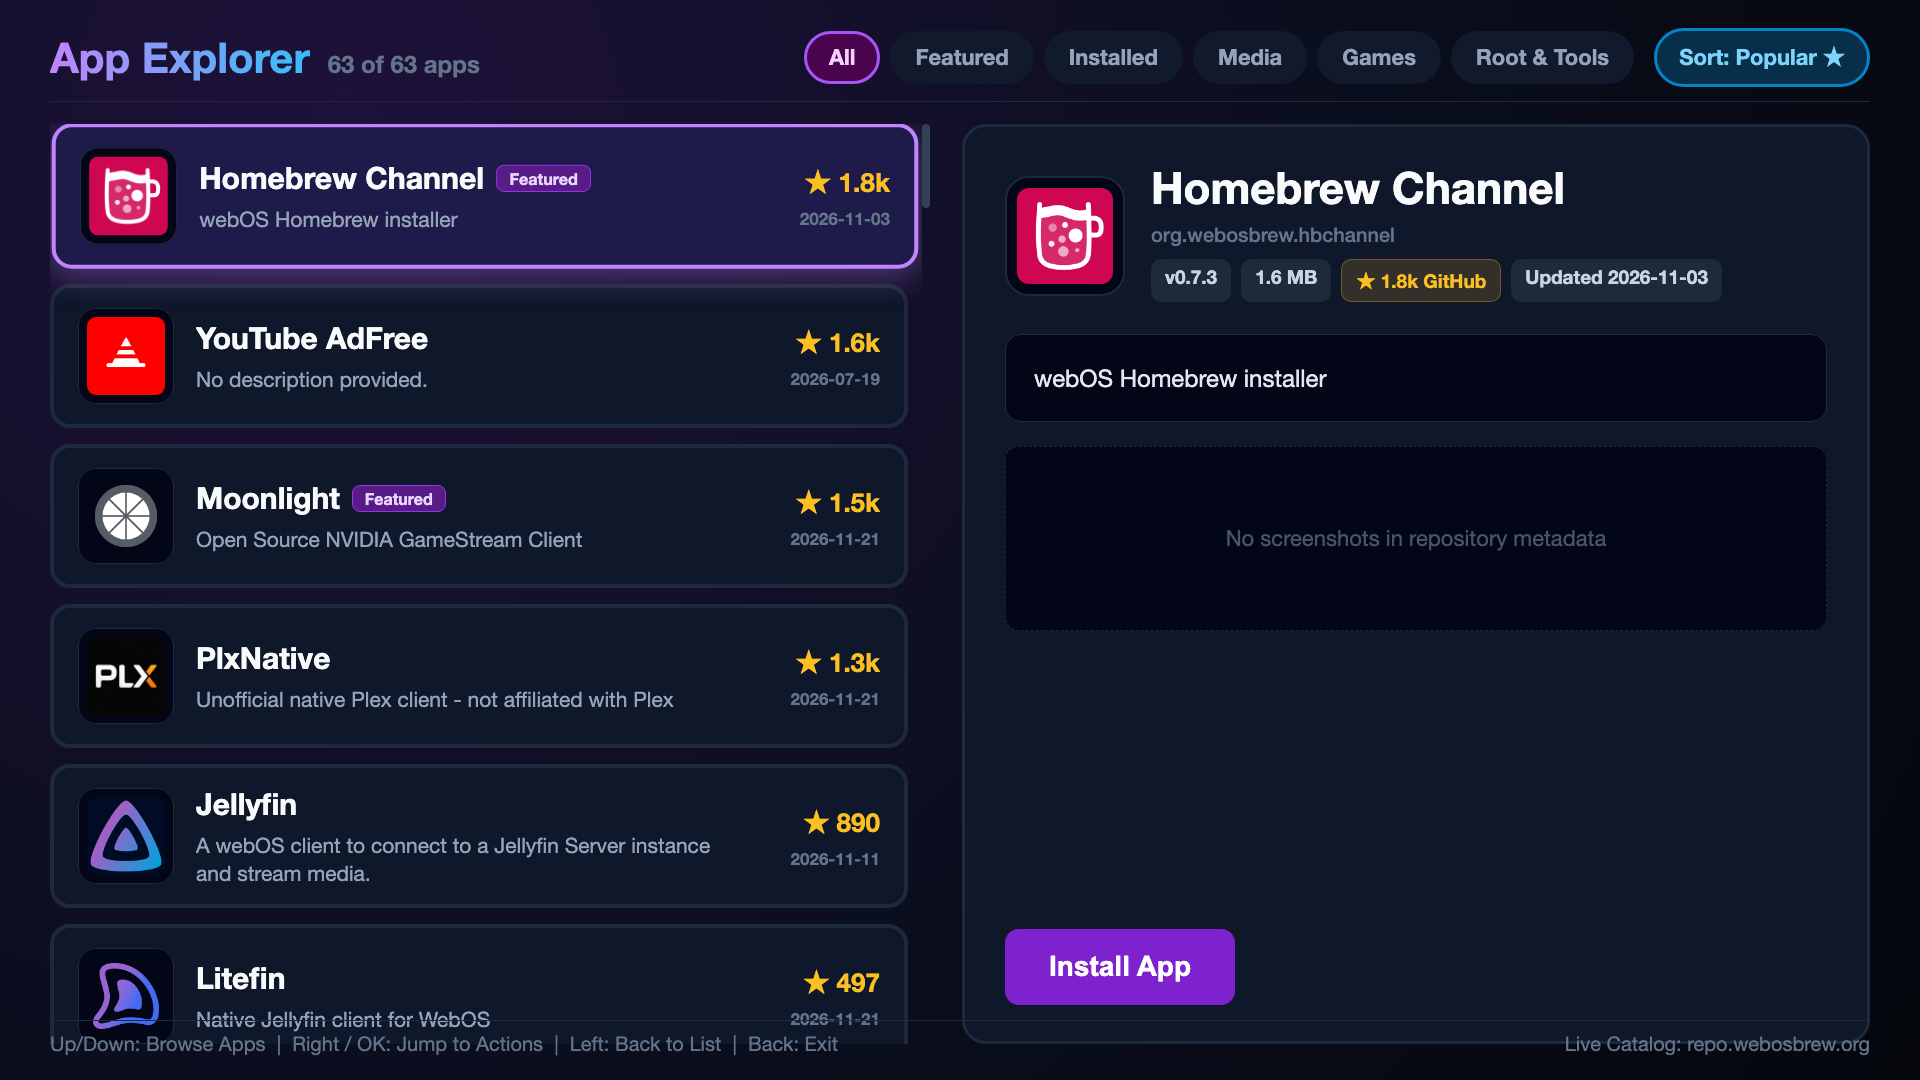 App Explorer 63 of 63 apps
All Featured Installed Media Games Root & Tools Sort: Popular ★
Homebrew Channel Featured
webOS Homebrew installer
★ 1.8k
2026-11-03
YouTube AdFree
No description provided.
★ 1.6k
2026-07-19
Moonlight Featured
Open Source NVIDIA GameStream Client
★ 1.5k
2026-11-21
PLX
PlxNative
Unofficial native Plex client - not affiliated with Plex
★ 1.3k
2026-11-21
Jellyfin
A webOS client to connect to a Jellyfin Server instance
and stream media.
★ 890
2026-11-11
Litefin
Native Jellyfin client for WebOS
★ 497
2026-11-21
Homebrew Channel
org.webosbrew.hbchannel
v0.7.3 1.6 MB ★ 1.8k GitHub Updated 2026-11-03
webOS Homebrew installer
No screenshots in repository metadata
Install App
Up/Down: Browse Apps | Right / OK: Jump to Actions | Left: Back to List | Back: Exit
Live Catalog: repo.webosbrew.org